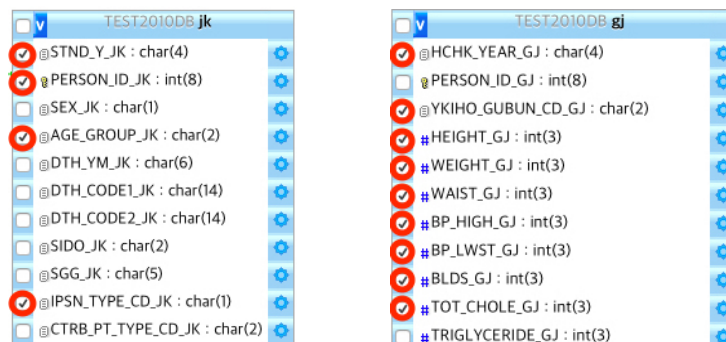 V TEST2010DB jk
STND_Y_JK : char(4)
PERSON_ID_JK : int(8)
SEX_JK : char(1)
AGE_GROUP_JK : char(2)
DTH_YM_JK : char(6)
DTH_CODE1_JK : char(14)
DTH_CODE2_JK : char(14)
SIDO_JK : char(2)
SGG_JK : char(5)
IPSN_TYPE_CD_JK : char(1)
CTRB_PT_TYPE_CD_JK : char(2)
V TEST2010DB gj
HCHK_YEAR_GJ : char(4)
PERSON_ID_GJ : int(8)
YKIHO_GUBUN_CD_GJ : char(2)
# HEIGHT_GJ : int(3)
# WEIGHT_GJ : int(3)
# WAIST_GJ : int(3)
# BP_HIGH_GJ : int(3)
# BP_LWST_GJ : int(3)
# BLDS_GJ : int(3)
# TOT_CHOLE_GJ : int(3)
# TRIGLYCERIDE_GJ : int(3)